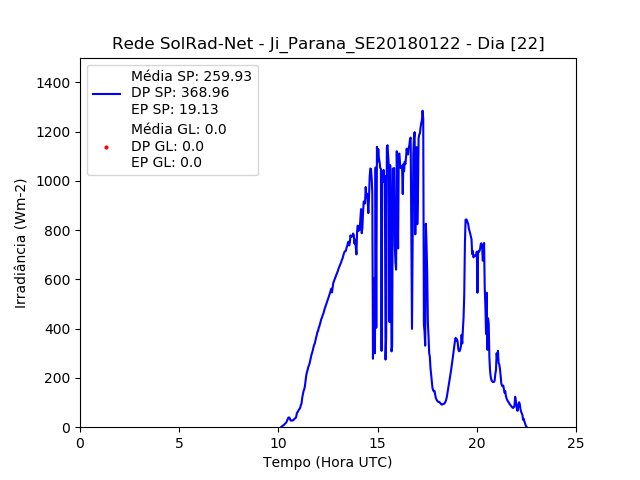 Rede SolRad-Net - Ji_Parana_SE20180122 - Dia [22]
Média SP: 259.93
DP SP: 368.96
EP SP: 19.13
Média GL: 0.0
DP GL: 0.0
EP GL: 0.0
1400
1200
1000
800
600
400
200
0
Irradiância (Wm-2)
0 5 10 15 20 25
Tempo (Hora UTC)